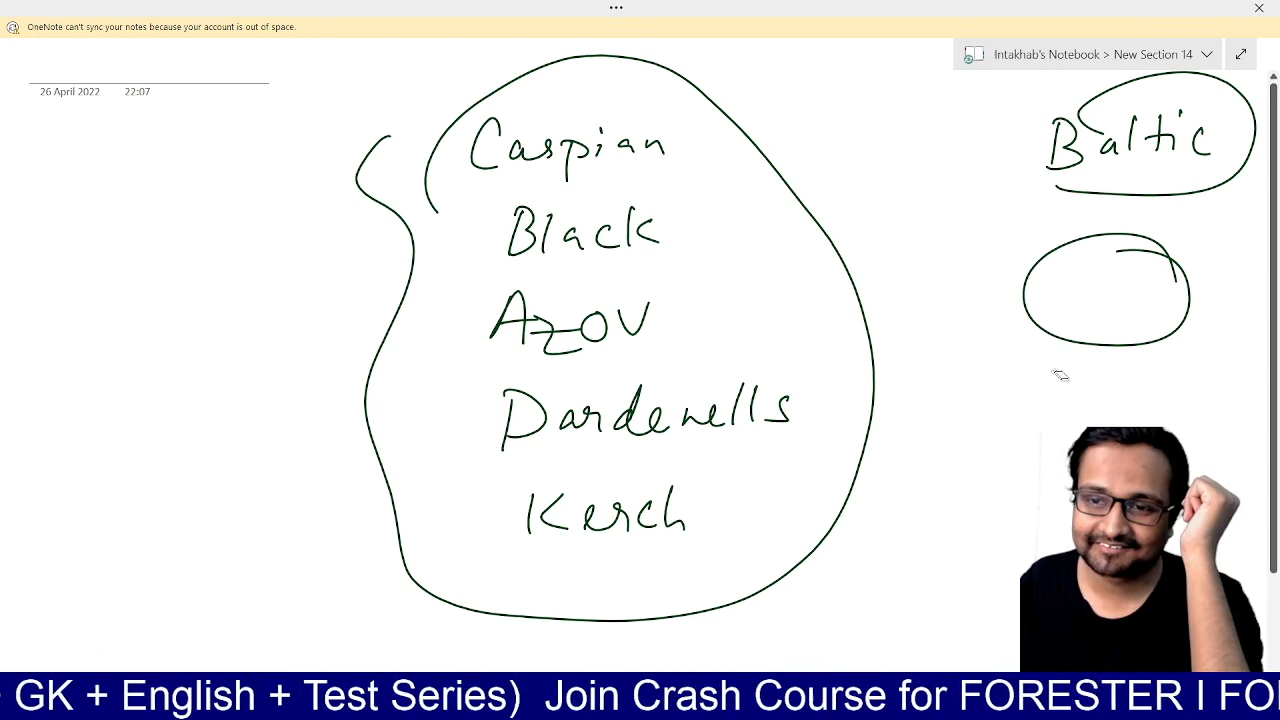 OneNote can't sync your notes because your account is out of space.
Intakhab's Notebook > New Section 14
26 April 2022 22:07
Caspian
Black
Azov
Dardenells
Kerch
Baltic
GK + English + Test Series) Join Crash Course for FORESTER I FO